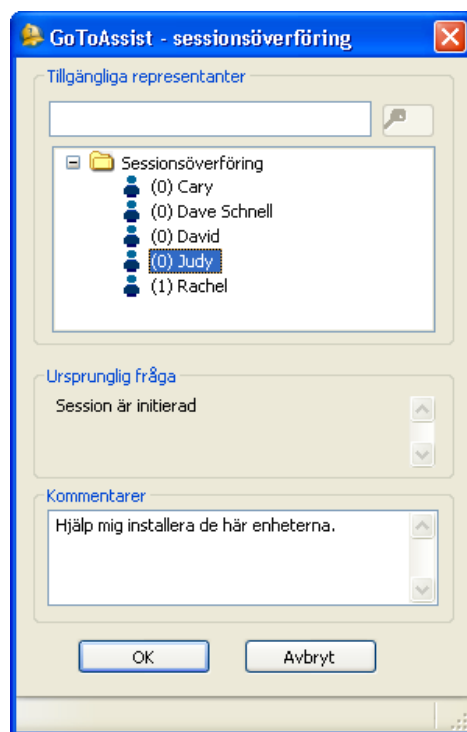 GoToAssist - sessionsöverföring
Tillgängliga representanter
Sessionsöverföring
(0) Cary
(0) Dave Schnell
(0) David
(0) Judy
(1) Rachel
Ursprunglig fråga
Session är initierad
Kommentarer
Hjälp mig installera de här enheterna.
OK
Avbryt